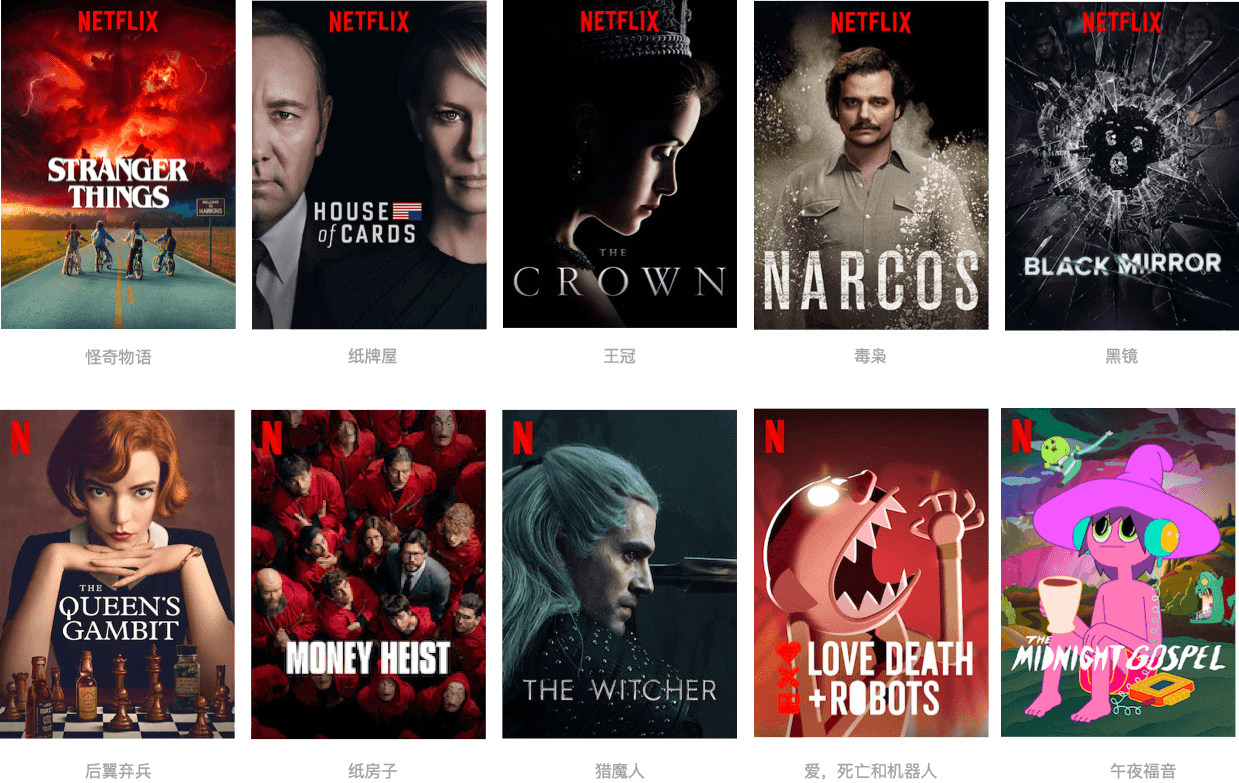 NETFLIX
STRANGER
THINGS
WELCOME
TO
HAWKINS
怪奇物语
NETFLIX
HOUSE
of CARDS
纸牌屋
NETFLIX
THE
CROWN
王冠
NETFLIX
NARCOS
毒枭
NETFLIX
BLACK MIRROR
黑镜
N
THE
QUEEN'S
GAMBIT
后翼弃兵
N
MONEY HEIST
纸房子
N
THE WITCHER
猎魔人
N
LOVE DEATH
+ROBOTS
爱，死亡和机器人
N
THE
MIDNIGHT GOSPEL
午夜福音